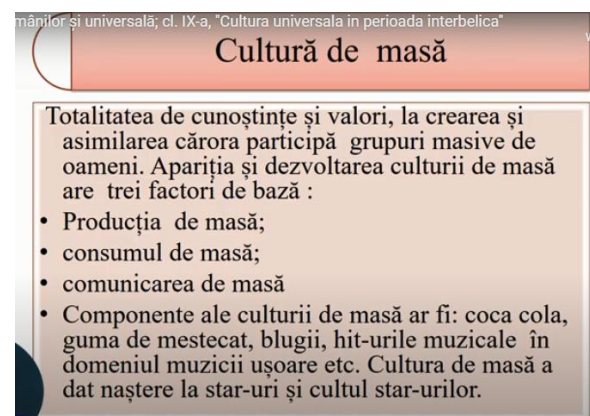 mânilor și universală; cl. IX-a, "Cultura universala in perioada interbelica"
Cultură de masă
Totalitatea de cunoștințe și valori, la crearea și
asimilarea cărora participă grupuri masive de
oameni. Apariția și dezvoltarea culturii de masă
are trei factori de bază :
• Producția de masă;
• consumul de masă;
• comunicarea de masă
• Componente ale culturii de masă ar fi: coca cola,
guma de mestecat, blugii, hit-urile muzicale în
domeniul muzicii ușoare etc. Cultura de masă a
dat naștere la star-uri și cultul star-urilor.